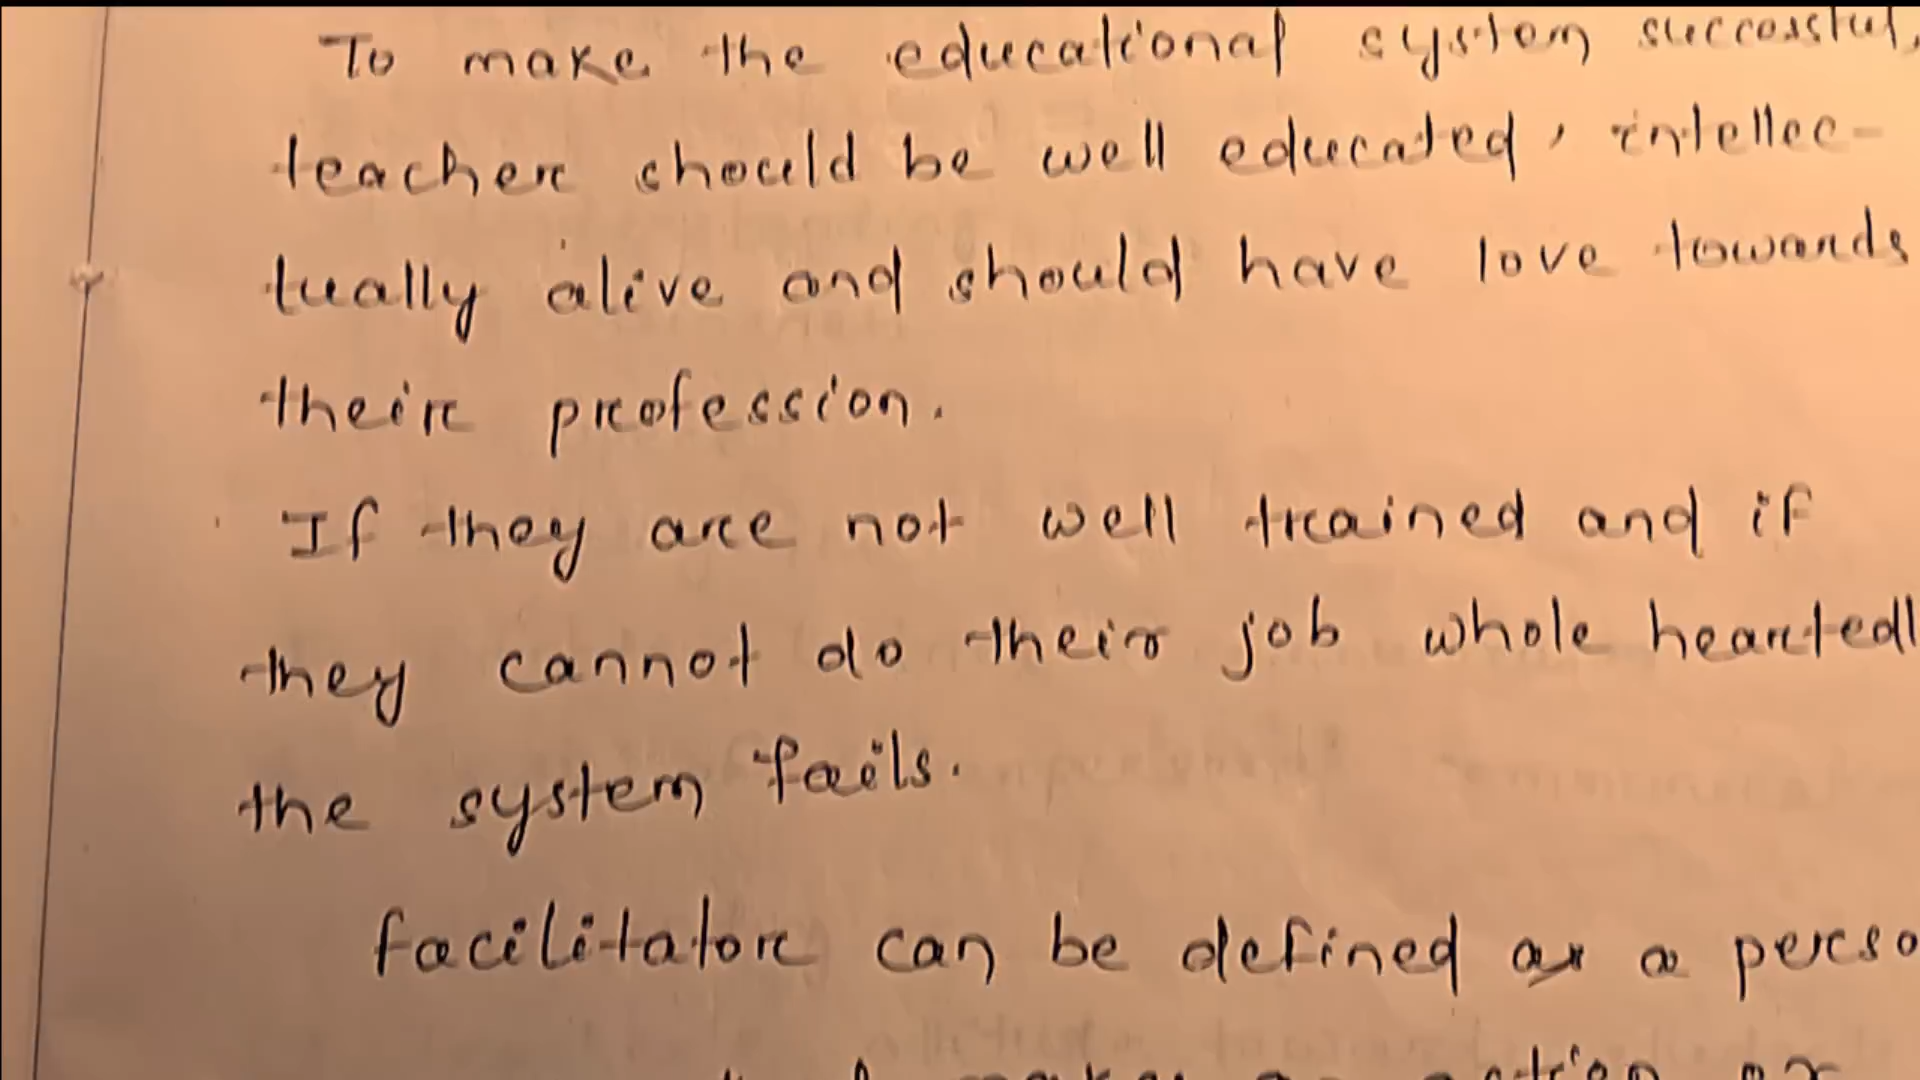 To make the educational system successful,
teacher should be well educated, intellec-
tually alive and should have love towards
their profession.
If they are not well trained and if
they cannot do their job whole heartedl
the system fails.
facilitator can be defined as a perso
action or